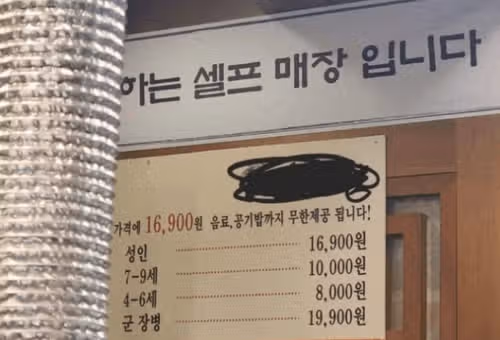 하는 셀프 매장 입니다
가격에 16,900원 음료,공기밥까지 무한제공 됩니다!
성인 ........................ 16,900원
7-9세 ........................ 10,000원
4-6세 ........................ 8,000원
군 장병 ........................ 19,900원